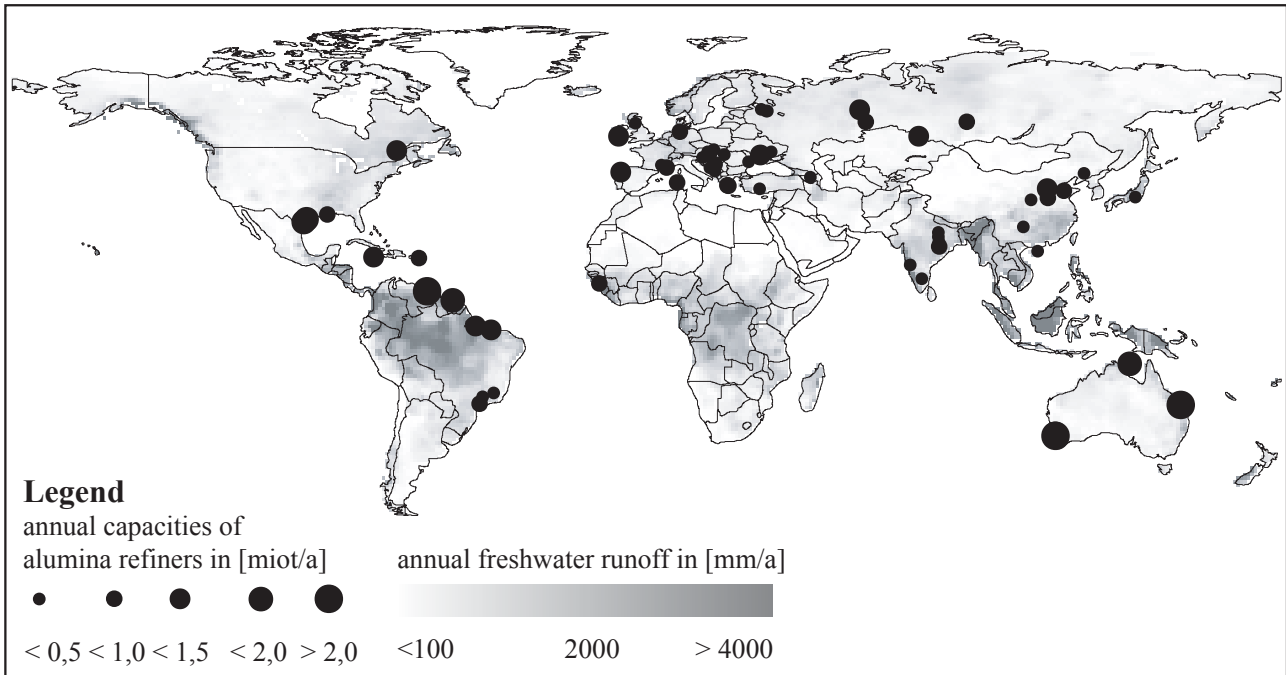 Legend
annual capacities of
alumina refiners in [miot/a]
annual freshwater runoff in [mm/a]
< 0,5 < 1,0 < 1,5 < 2,0 > 2,0
<100 2000 > 4000